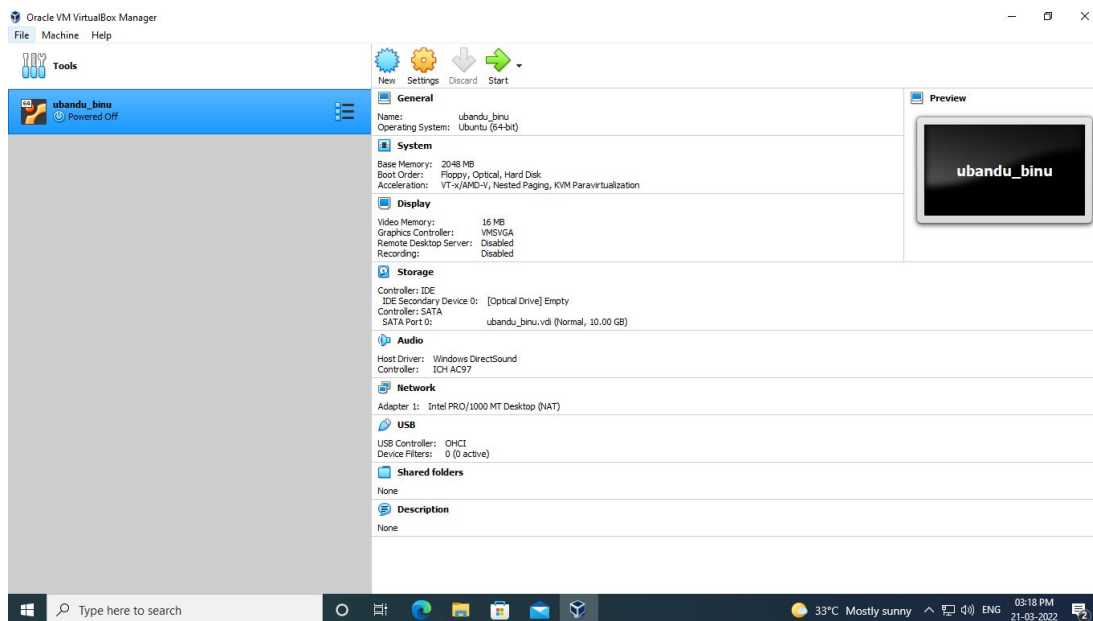 Oracle VM VirtualBox Manager
File Machine Help
Tools
New Settings Discard Start
64
ubandu_binu
Powered Off
General
Name: ubandu_binu
Operating System: Ubuntu (64-bit)
System
Base Memory: 2048 MB
Boot Order: Floppy, Optical, Hard Disk
Acceleration: VT-x/AMD-V, Nested Paging, KVM Paravirtualization
Display
Video Memory: 16 MB
Graphics Controller: VMSVGA
Remote Desktop Server: Disabled
Recording: Disabled
Preview
ubandu_binu
Storage
Controller: IDE
IDE Secondary Device 0: [Optical Drive] Empty
Controller: SATA
SATA Port 0: ubandu_binu.vdi (Normal, 10.00 GB)
Audio
Host Driver: Windows DirectSound
Controller: ICH AC97
Network
Adapter 1: Intel PRO/1000 MT Desktop (NAT)
USB
USB Controller: OHCI
Device Filters: 0 (0 active)
Shared folders
None
Description
None
Type here to search
33°C Mostly sunny
ENG
03:18 PM
21-03-2022
2